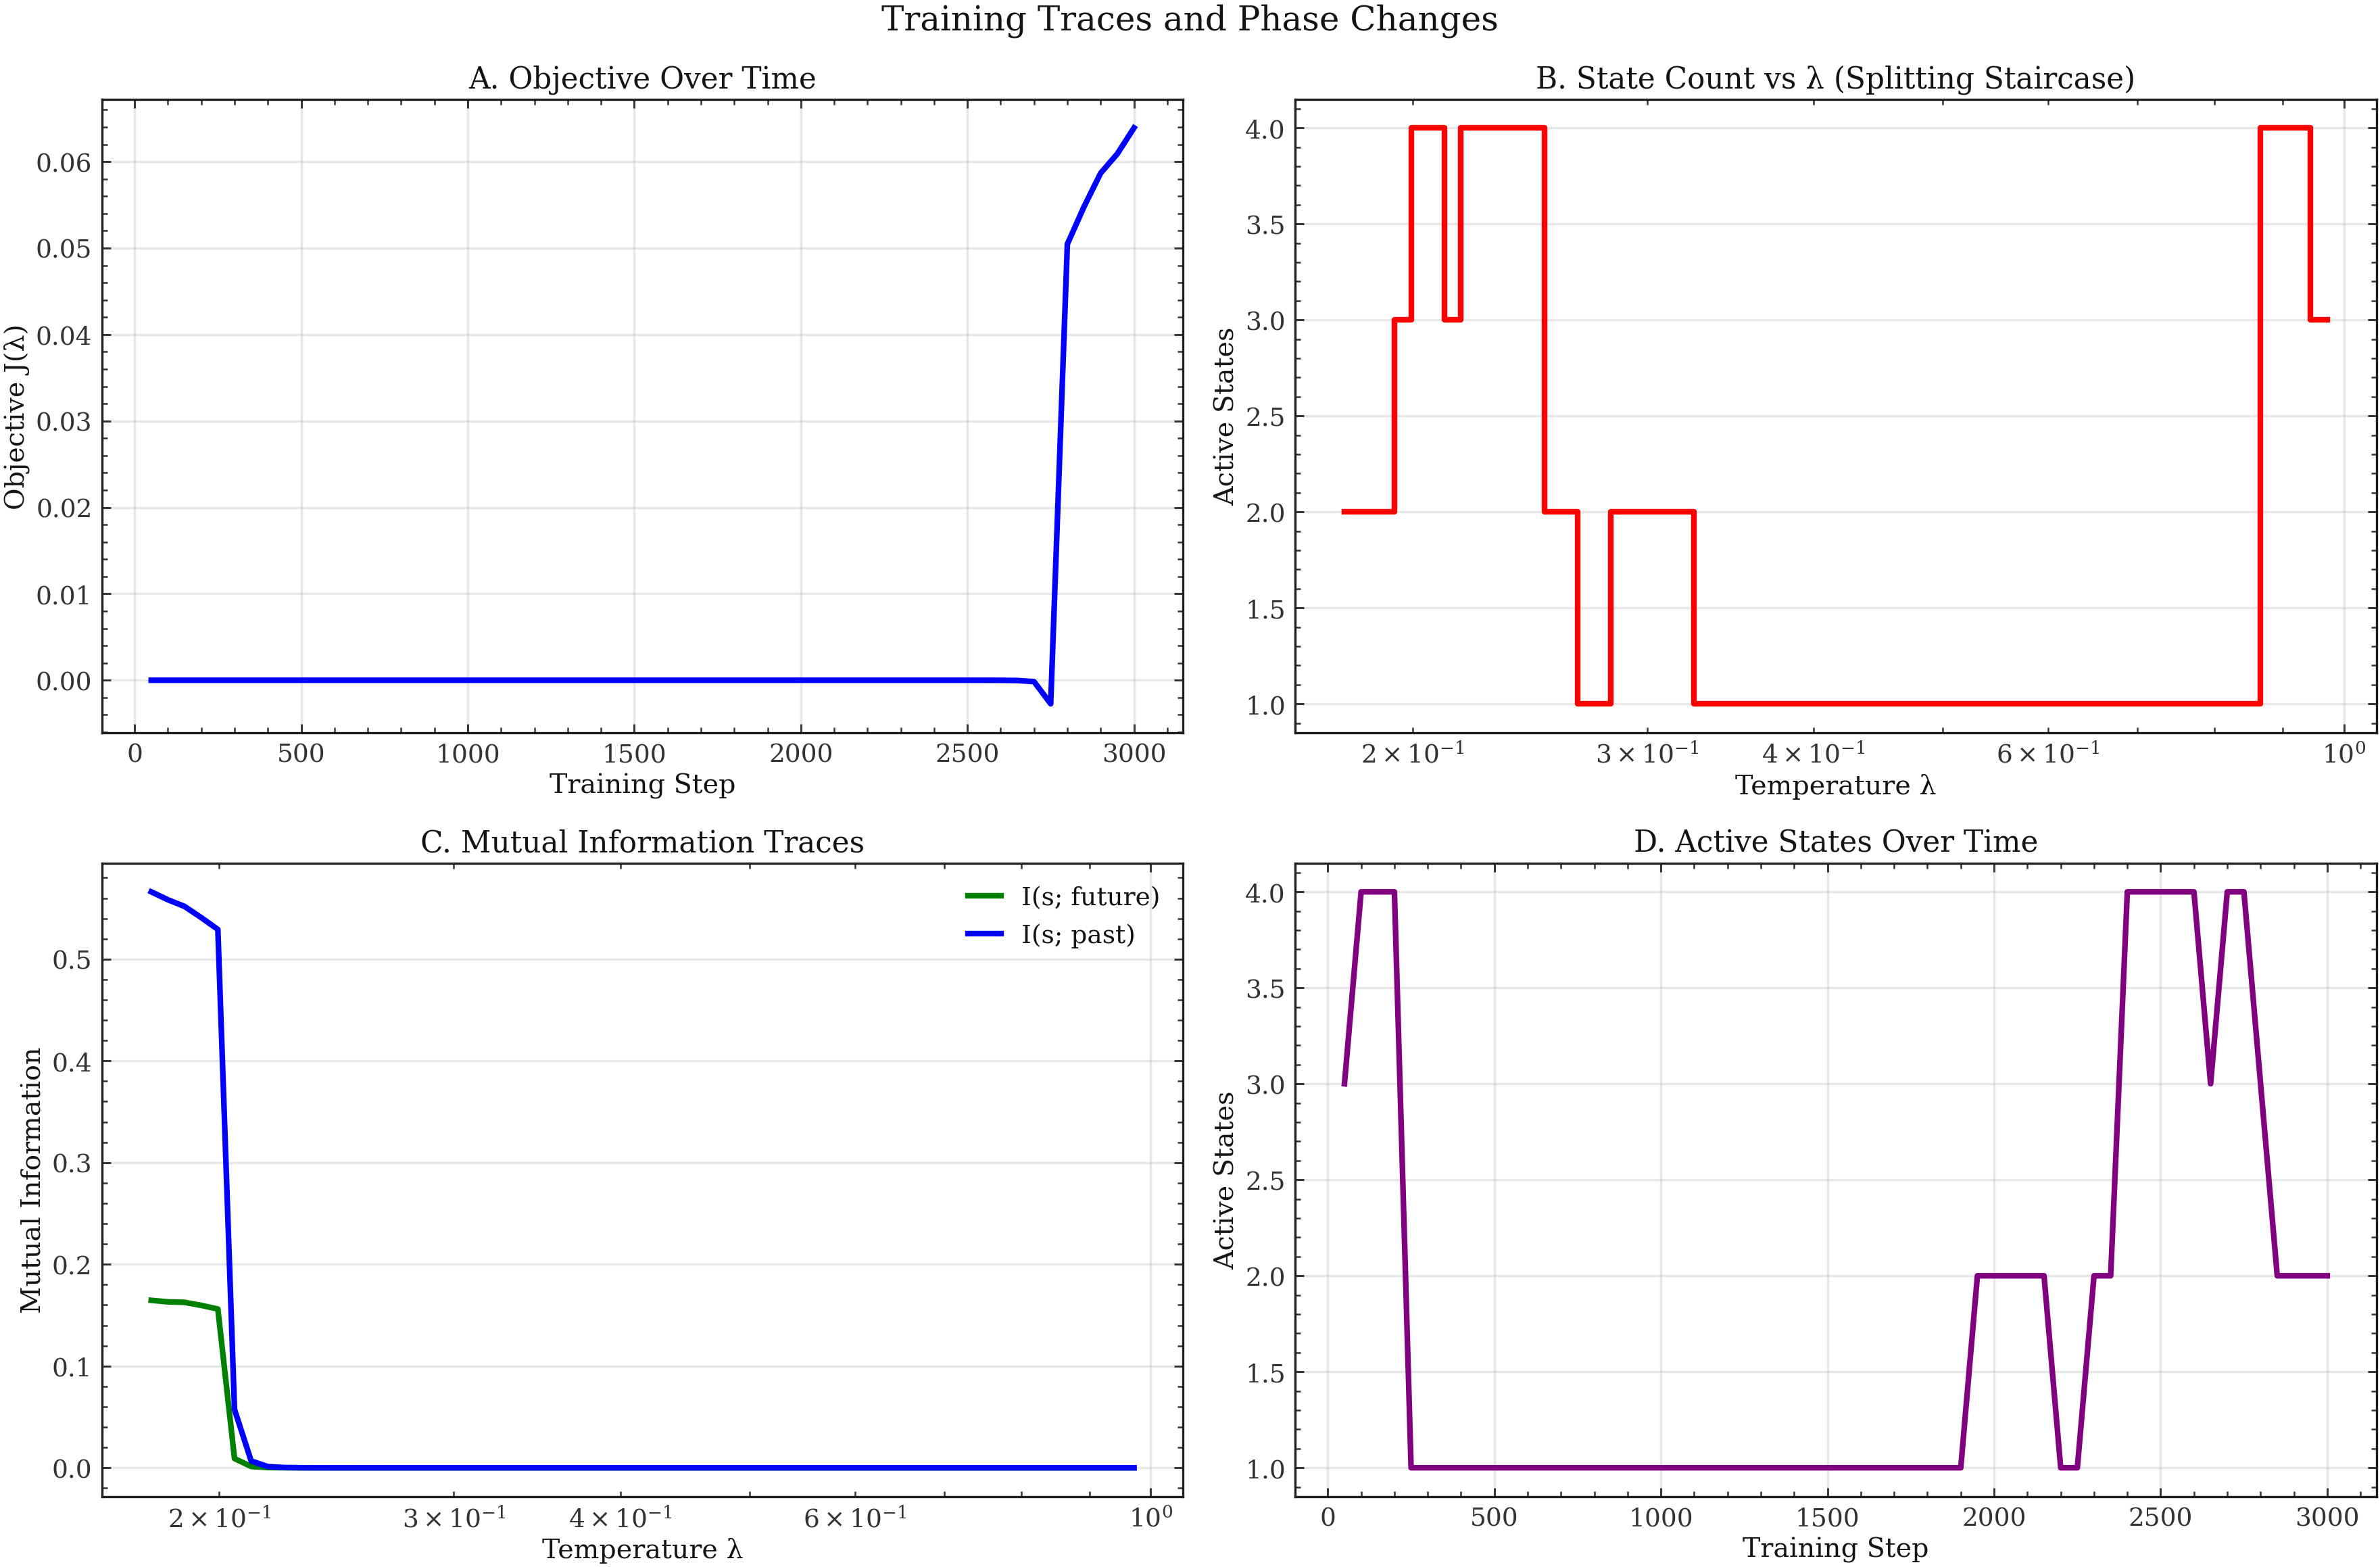 Training Traces and Phase Changes
A. Objective Over Time
Objective J(λ)
0.06
0.05
0.04
0.03
0.02
0.01
0.00
0 500 1000 1500 2000 2500 3000
Training Step
B. State Count vs λ (Splitting Staircase)
Active States
4.0
3.5
3.0
2.5
2.0
1.5
1.0
2 × 10⁻¹ 3 × 10⁻¹ 4 × 10⁻¹ 6 × 10⁻¹ 10⁰
Temperature λ
C. Mutual Information Traces
Mutual Information
0.5
0.4
0.3
0.2
0.1
0.0
I(s; future)
I(s; past)
2 × 10⁻¹ 3 × 10⁻¹ 4 × 10⁻¹ 6 × 10⁻¹ 10⁰
Temperature λ
D. Active States Over Time
Active States
4.0
3.5
3.0
2.5
2.0
1.5
1.0
0 500 1000 1500 2000 2500 3000
Training Step